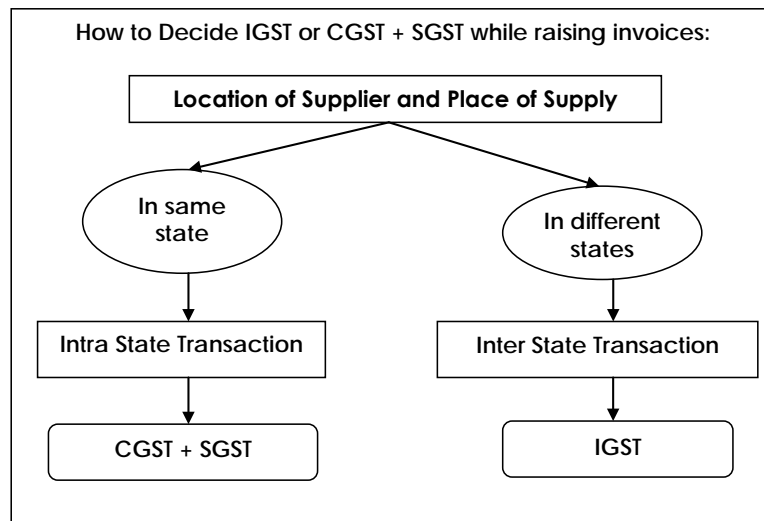 How to Decide IGST or CGST + SGST while raising invoices:
Location of Supplier and Place of Supply
In same
state
In different
states
Intra State Transaction
Inter State Transaction
CGST + SGST
IGST